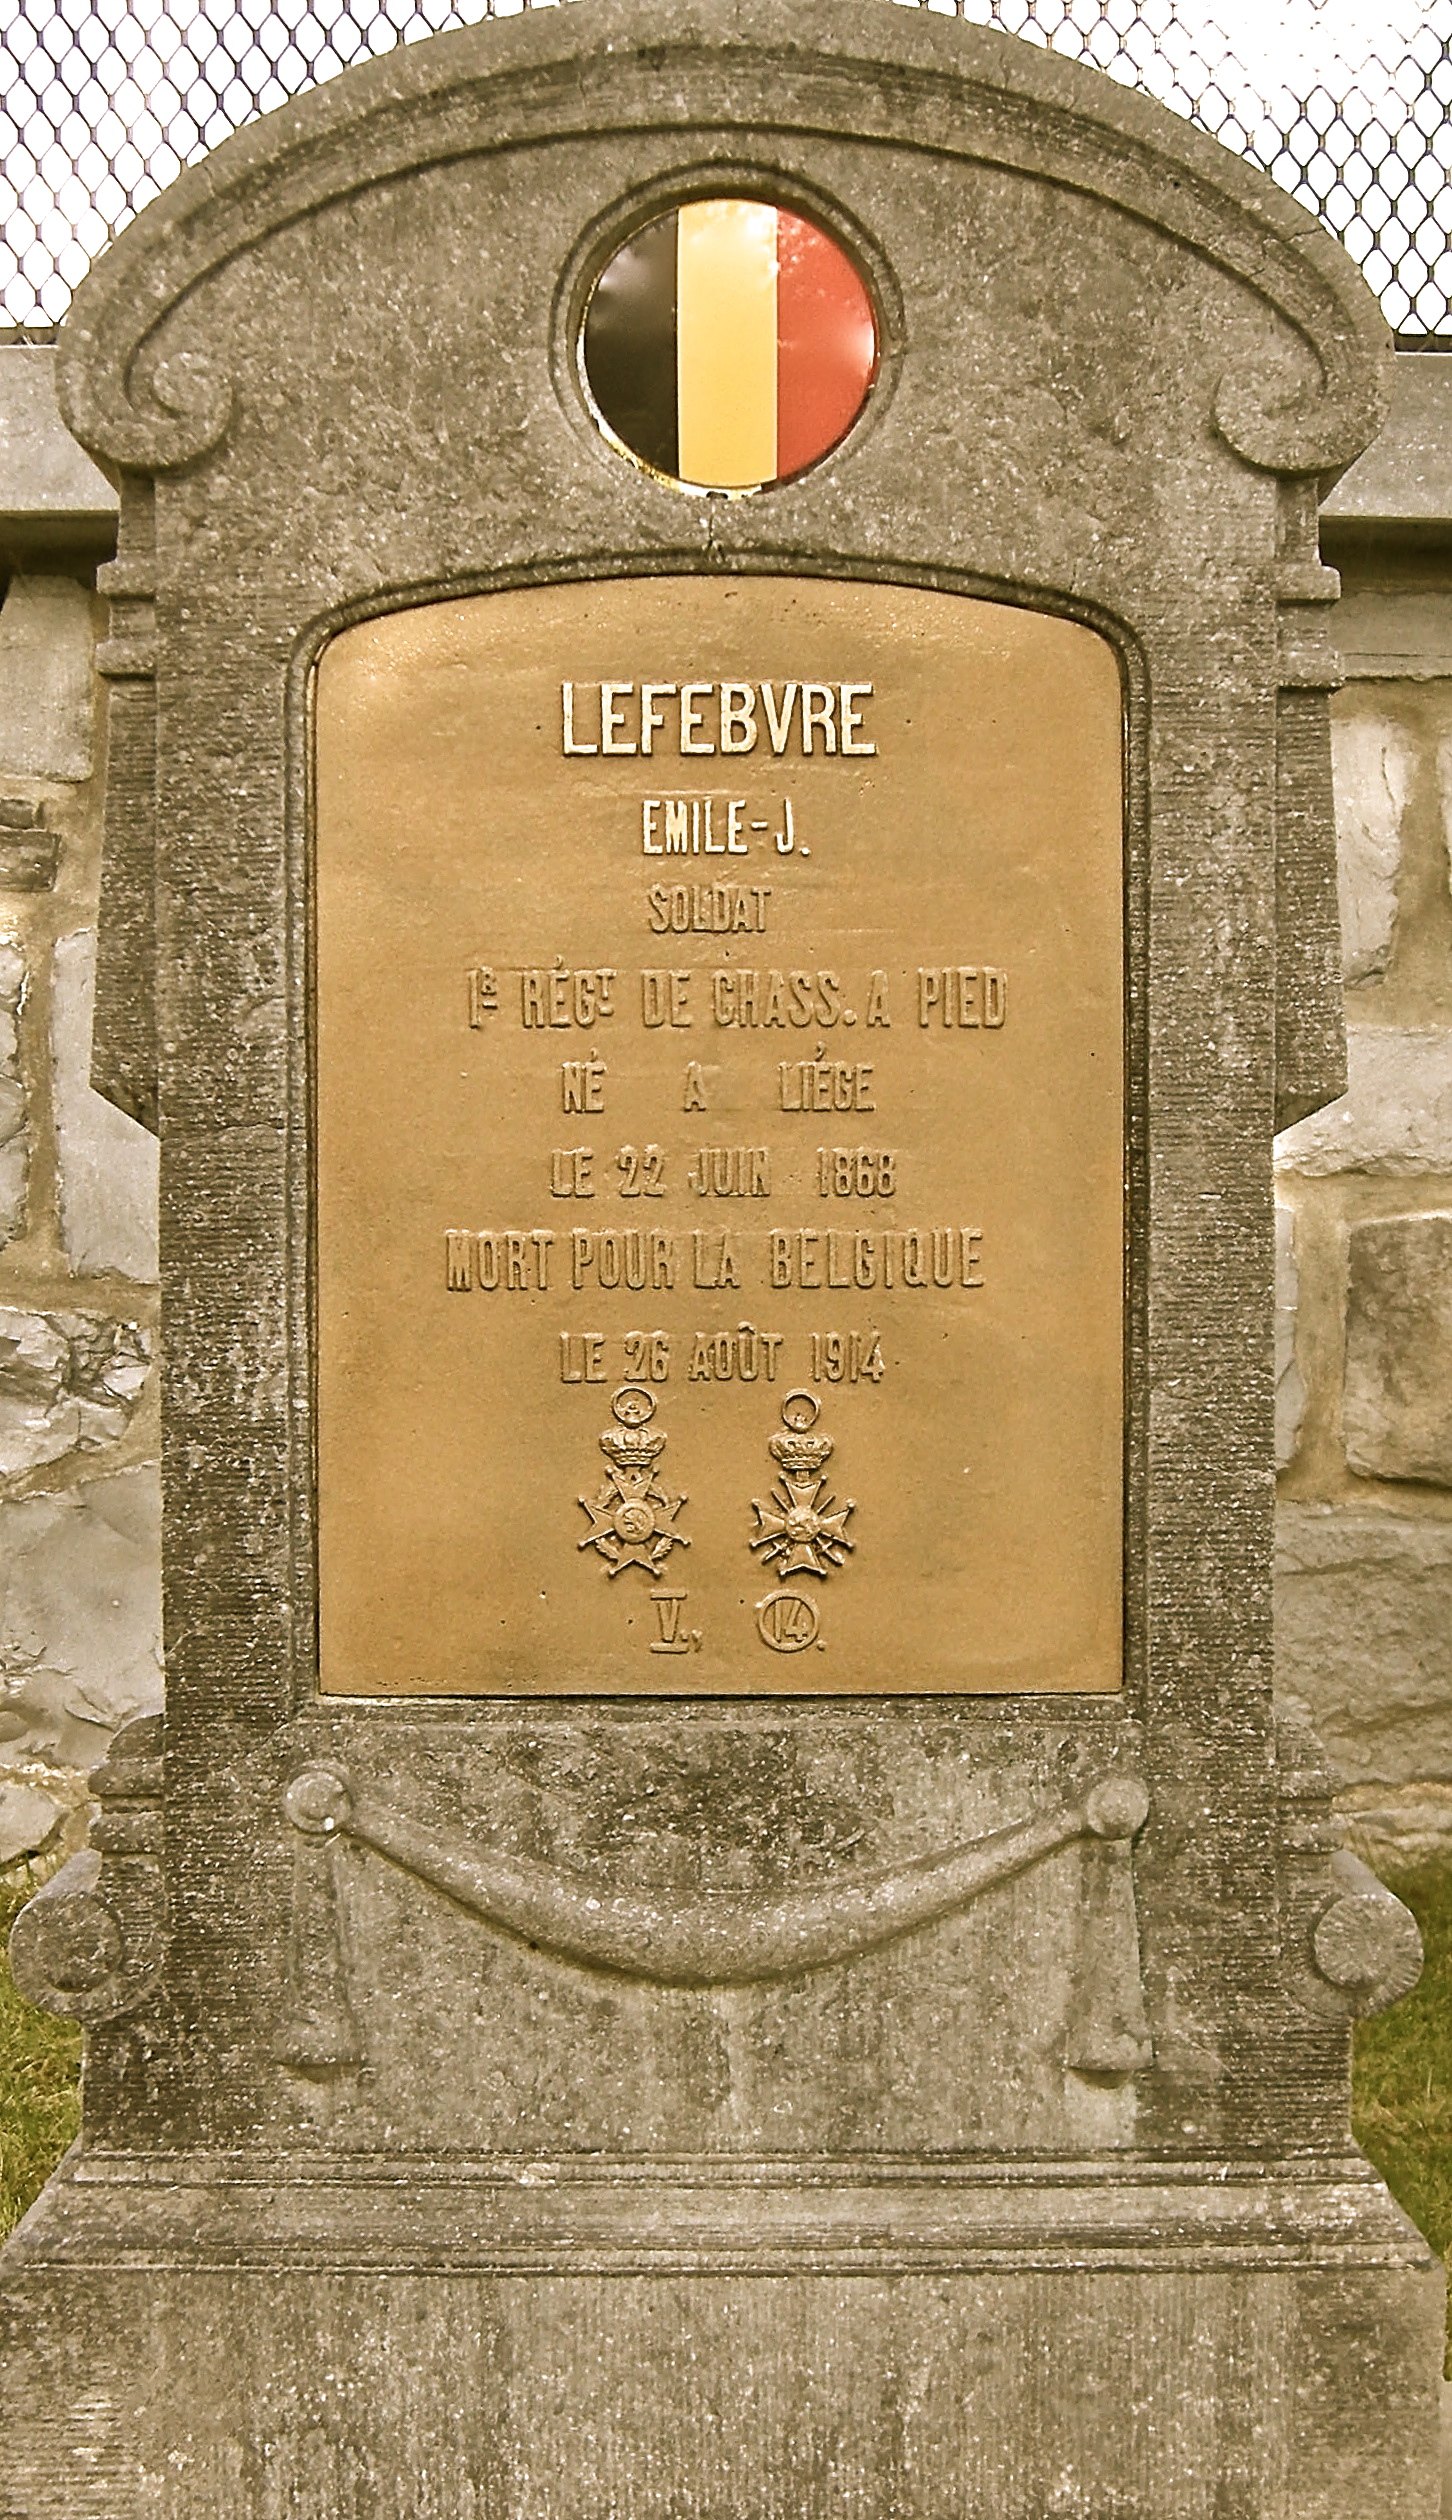 LEFEBVRE
EMILE-J.
SOLDAT
1R RÉGT. DE CHASS. A PIED
NÉ A LIÉGE
LE 22 JUIN 1868
MORT POUR LA BELGIQUE
LE 26 AOÛT 1914
V., 14.